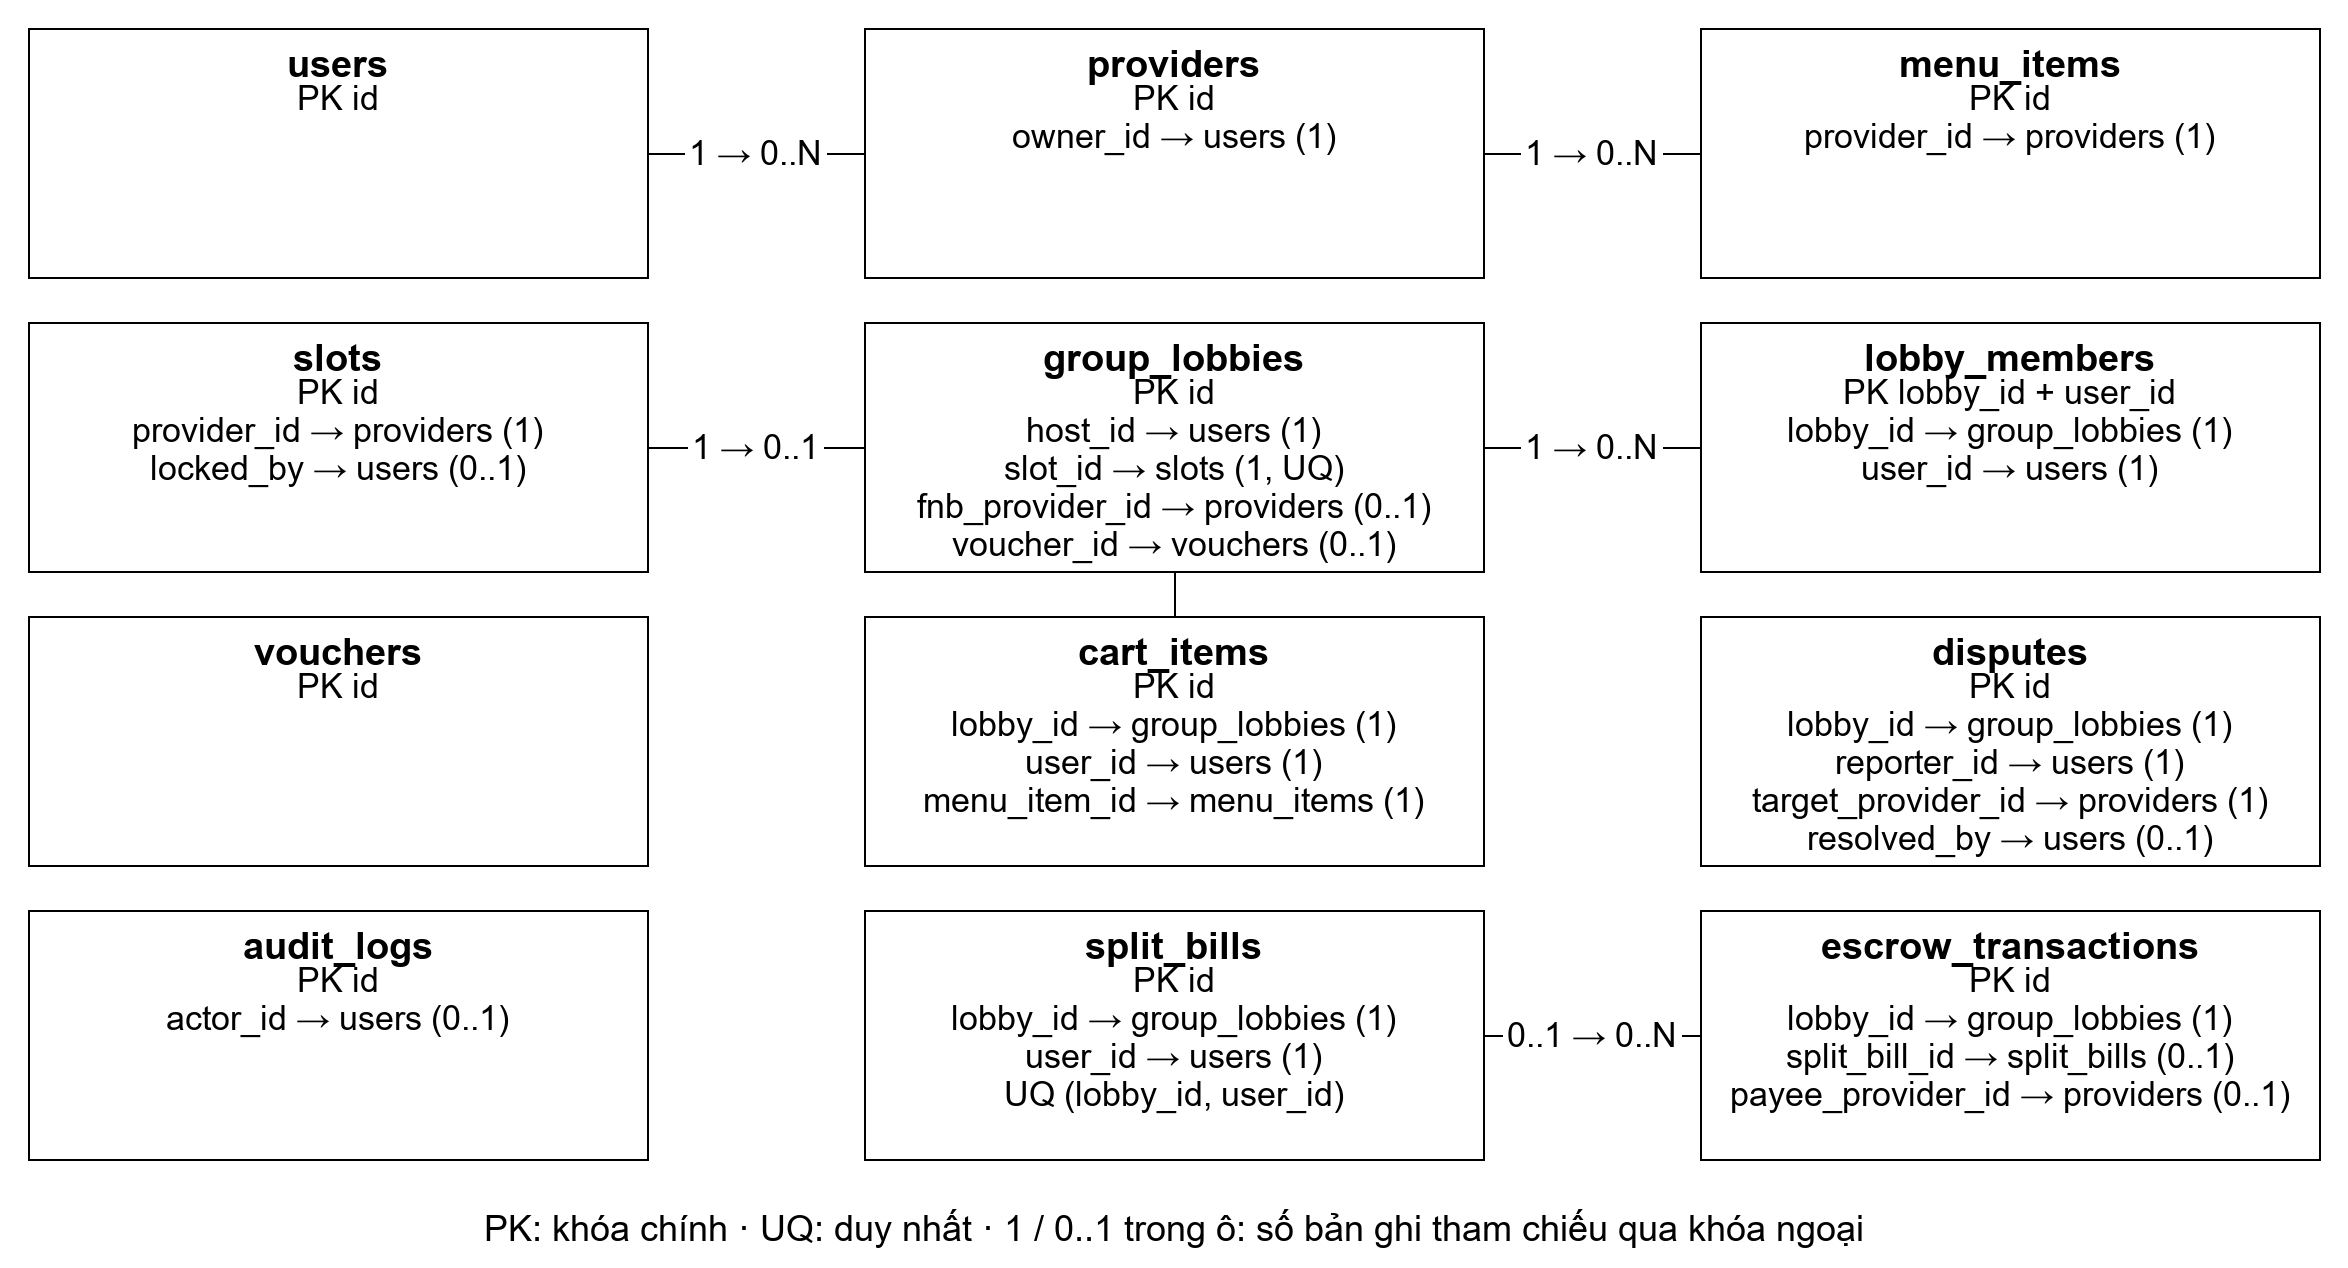 users
PK id
1 → 0..N
providers
PK id
owner_id → users (1)
1 → 0..N
menu_items
PK id
provider_id → providers (1)
slots
PK id
provider_id → providers (1)
locked_by → users (0..1)
1 → 0..1
group_lobbies
PK id
host_id → users (1)
slot_id → slots (1, UQ)
fnb_provider_id → providers (0..1)
voucher_id → vouchers (0..1)
1 → 0..N
lobby_members
PK lobby_id + user_id
lobby_id → group_lobbies (1)
user_id → users (1)
vouchers
PK id
cart_items
PK id
lobby_id → group_lobbies (1)
user_id → users (1)
menu_item_id → menu_items (1)
disputes
PK id
lobby_id → group_lobbies (1)
reporter_id → users (1)
target_provider_id → providers (1)
resolved_by → users (0..1)
audit_logs
PK id
actor_id → users (0..1)
split_bills
PK id
lobby_id → group_lobbies (1)
user_id → users (1)
UQ (lobby_id, user_id)
0..1 → 0..N
escrow_transactions
PK id
lobby_id → group_lobbies (1)
split_bill_id → split_bills (0..1)
payee_provider_id → providers (0..1)
PK: khóa chính · UQ: duy nhất · 1 / 0..1 trong ô: số bản ghi tham chiếu qua khóa ngoại